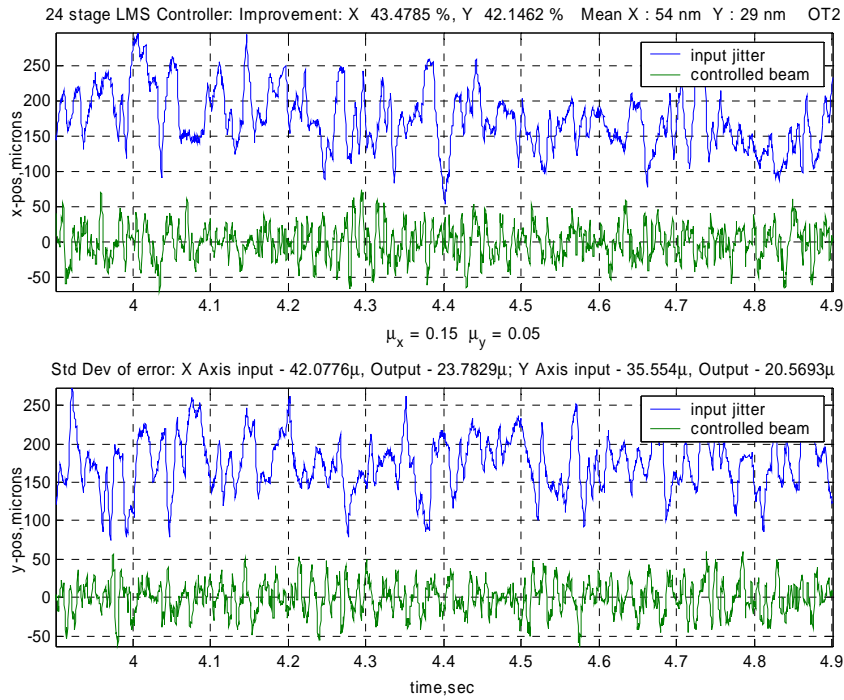 24 stage LMS Controller: Improvement: X 43.4785 %, Y 42.1462 % Mean X : 54 nm Y : 29 nm OT2
input jitter
controlled beam
x-pos,microns
250
200
150
100
50
0
-50
4 4.1 4.2 4.3 4.4 4.5 4.6 4.7 4.8 4.9
μx = 0.15 μy = 0.05
Std Dev of error: X Axis input - 42.0776μ, Output - 23.7829μ; Y Axis input - 35.554μ, Output - 20.5693μ
input jitter
controlled beam
y-pos,microns
250
200
150
100
50
0
-50
4 4.1 4.2 4.3 4.4 4.5 4.6 4.7 4.8 4.9
time,sec